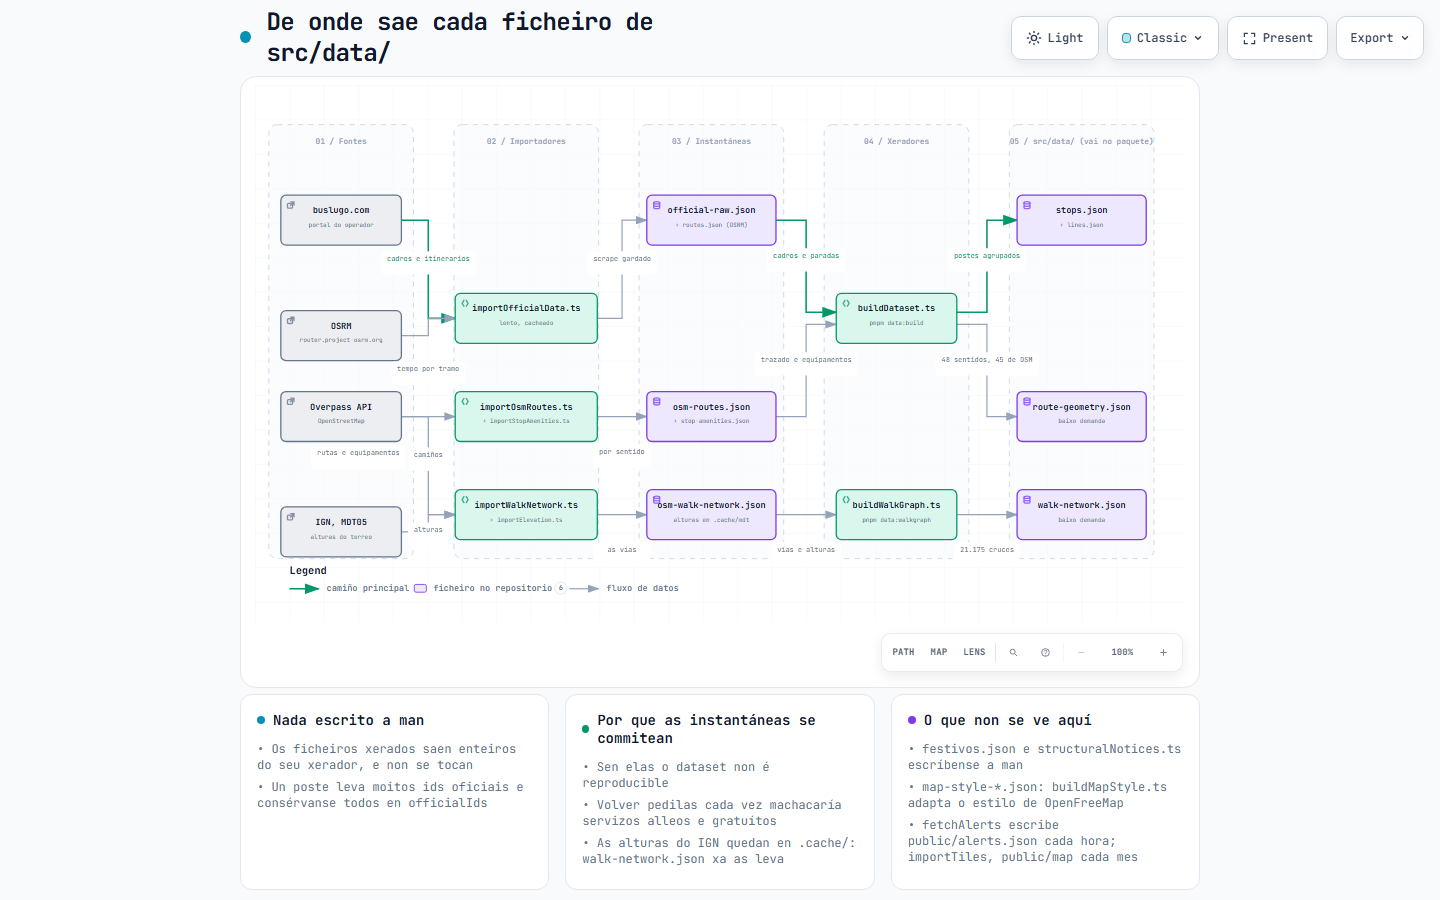 De onde sae cada ficheiro de
src/data/
Light
Classic
Present
Export
01 / Fontes
02 / Importadores
03 / Instantáneas
04 / Xeradores
05 / src/data/ (vai no paquete)
buslugo.com
portal do operador
official-raw.json
› routes.json (OSRM)
stops.json
› lines.json
cadros e itinerarios
scrape gardado
cadros e paradas
postes agrupados
importOfficialData.ts
lento, cacheado
buildDataset.ts
pnpm data:build
OSRM
router.project-osrm.org
tempo por tramo
trazado e equipamentos
48 sentidos, 45 de OSM
Overpass API
OpenStreetMap
importOsmRoutes.ts
› importStopAmenities.ts
osm-routes.json
› stop-amenities.json
route-geometry.json
baixo demanda
rutas e equipamentos
camiños
por sentido
IGN, MDT05
alturas do terreo
importWalkNetwork.ts
› importElevation.ts
osm-walk-network.json
alturas en .cache/mdt
buildWalkGraph.ts
pnpm data:walkgraph
walk-network.json
baixo demanda
alturas
as vías
vías e alturas
21.175 cruces
Legend
camiño principal
ficheiro no repositorio
6
fluxo de datos
PATH
MAP
LENS
100%
Nada escrito a man
• Os ficheiros xerados saen enteiros
do seu xerador, e non se tocan
• Un poste leva moitos ids oficiais e
consérvanse todos en officialIds
Por que as instantáneas se
commitean
• Sen elas o dataset non é
reproducible
• Volver pedilas cada vez machacaría
servizos alleos e gratuítos
• As alturas do IGN quedan en .cache/:
walk-network.json xa as leva
O que non se ve aquí
• festivos.json e structuralNotices.ts
escríbense a man
• map-style-*.json: buildMapStyle.ts
adapta o estilo de OpenFreeMap
• fetchAlerts escribe
public/alerts.json cada hora;
importTiles, public/map cada mes